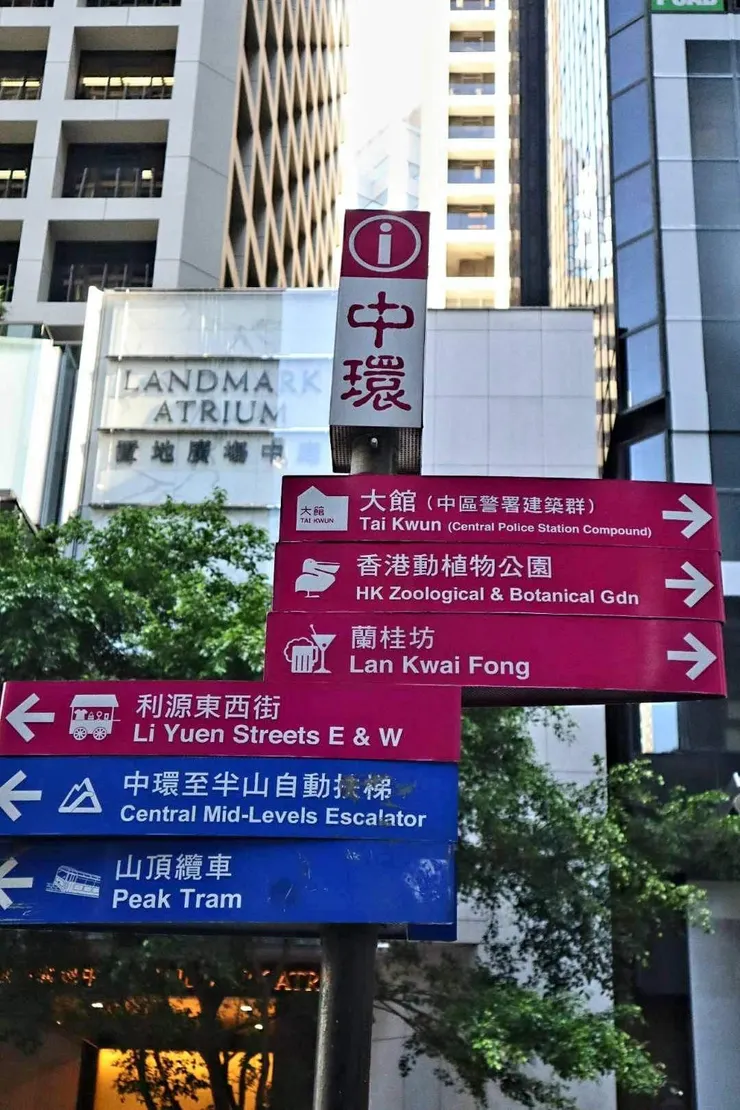 i
中
環
LANDMARK
ATRIUM
置地廣場中
大館（中區警署建築群）
大館
TAI KWUN
Tai Kwun (Central Police Station Compound)
香港動植物公園
HK Zoological & Botanical Gdn
蘭桂坊
Lan Kwai Fong
利源東西街
Li Yuen Streets E & W
中環至半山自動扶梯
Central Mid-Levels Escalator
山頂纜車
Peak Tram